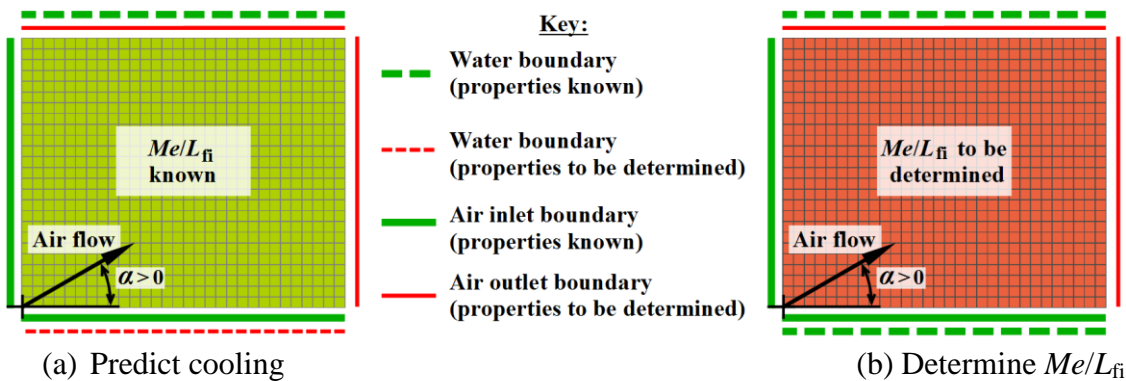 Key:
Me/Lfi
known
Air flow
α > 0
Water boundary
(properties known)
Water boundary
(properties to be determined)
Air inlet boundary
(properties known)
Air outlet boundary
(properties to be determined)
Me/Lfi to be
determined
Air flow
α > 0
(a) Predict cooling
(b) Determine Me/Lfi